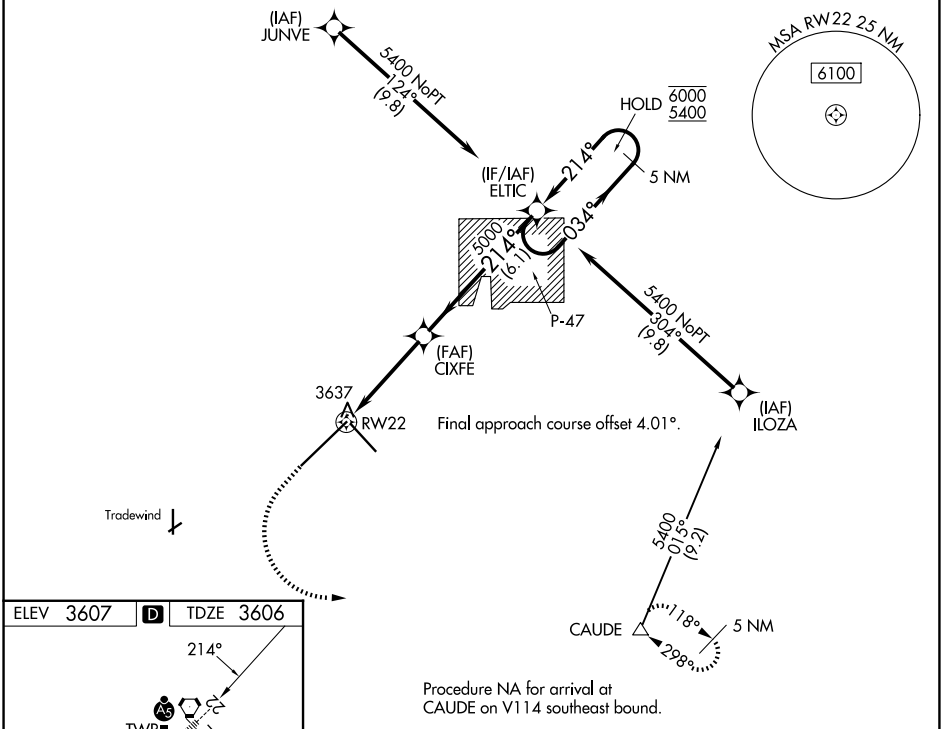 (IAF)
JUNVE
5400 NoPT
124°
(9.8)
MSA RW22 25 NM
6100
HOLD 6000
5400
214°
5 NM
(IF/IAF)
ELTIC
034°
5000
214°
(6.1)
P-47
5400 NoPT
304°
(9.8)
(FAF)
CIXFE
3637
RW22
Final approach course offset 4.01°.
(IAF)
ILOZA
Tradewind
5400
015°
(9.2)
ELEV 3607 D TDZE 3606
118°
5 NM
CAUDE
298°
214°
Procedure NA for arrival at
CAUDE on V114 southeast bound.
A5
22
TWR